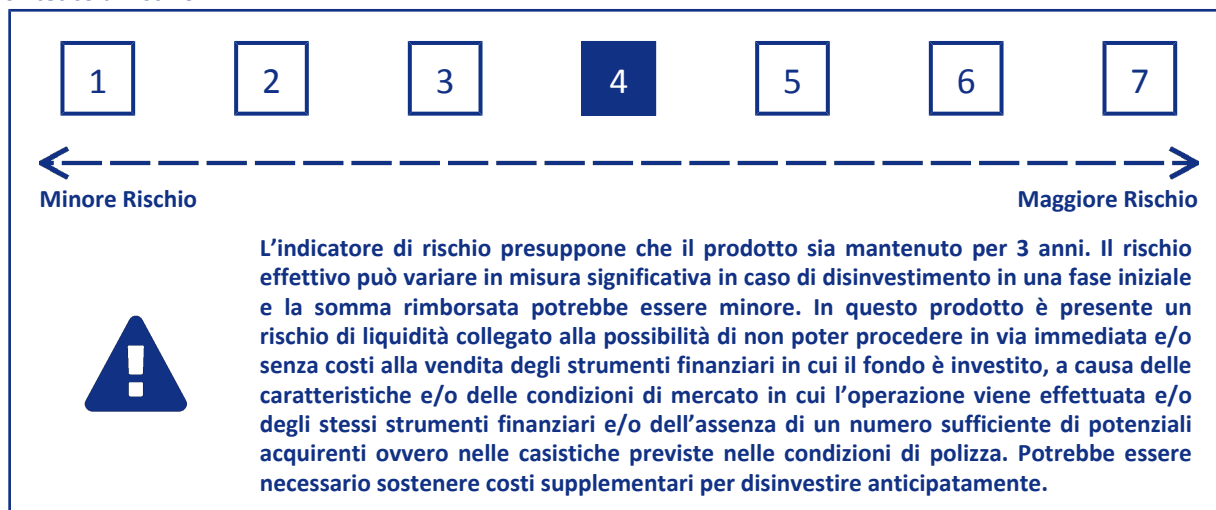 1 2 3 4 5 6 7
Minore Rischio Maggiore Rischio
L’indicatore di rischio presuppone che il prodotto sia mantenuto per 3 anni. Il rischio
effettivo può variare in misura significativa in caso di disinvestimento in una fase iniziale
e la somma rimborsata potrebbe essere minore. In questo prodotto è presente un
rischio di liquidità collegato alla possibilità di non poter procedere in via immediata e/o
senza costi alla vendita degli strumenti finanziari in cui il fondo è investito, a causa delle
caratteristiche e/o delle condizioni di mercato in cui l’operazione viene effettuata e/o
degli stessi strumenti finanziari e/o dell’assenza di un numero sufficiente di potenziali
acquirenti ovvero nelle casistiche previste nelle condizioni di polizza. Potrebbe essere
necessario sostenere costi supplementari per disinvestire anticipatamente.